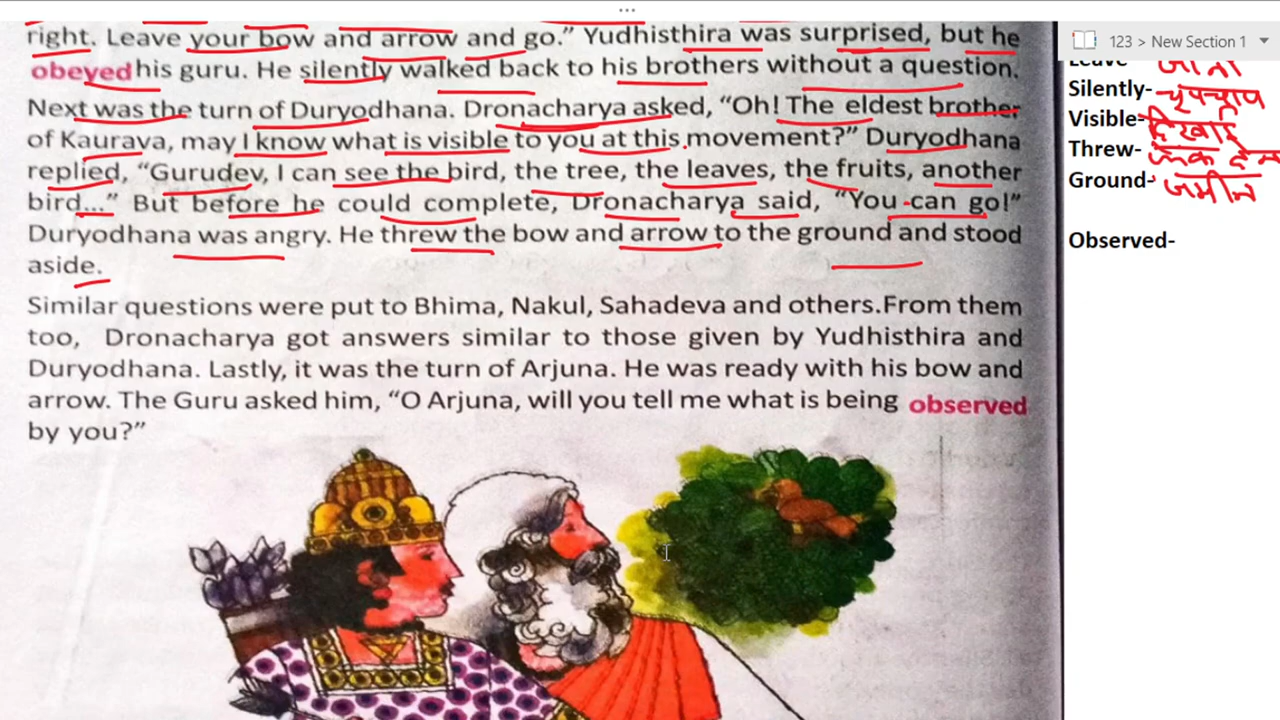 right. Leave your bow and arrow and go.” Yudhisthira was surprised, but he
obeyed his guru. He silently walked back to his brothers without a question.
Next was the turn of Duryodhana. Dronacharya asked, “Oh! The eldest brother
of Kaurava, may I know what is visible to you at this movement?” Duryodhana
replied, “Gurudev, I can see the bird, the tree, the leaves, the fruits, another
bird...” But before he could complete, Dronacharya said, “You can go!”
Duryodhana was angry. He threw the bow and arrow to the ground and stood
aside.
Similar questions were put to Bhima, Nakul, Sahadeva and others.From them
too, Dronacharya got answers similar to those given by Yudhisthira and
Duryodhana. Lastly, it was the turn of Arjuna. He was ready with his bow and
arrow. The Guru asked him, “O Arjuna, will you tell me what is being observed
by you?”
123 > New Section 1
Leave जाना
Silently- चुपचाप
Visible- दिखाई
Threw- फेंक
Ground- जमीन
Observed-